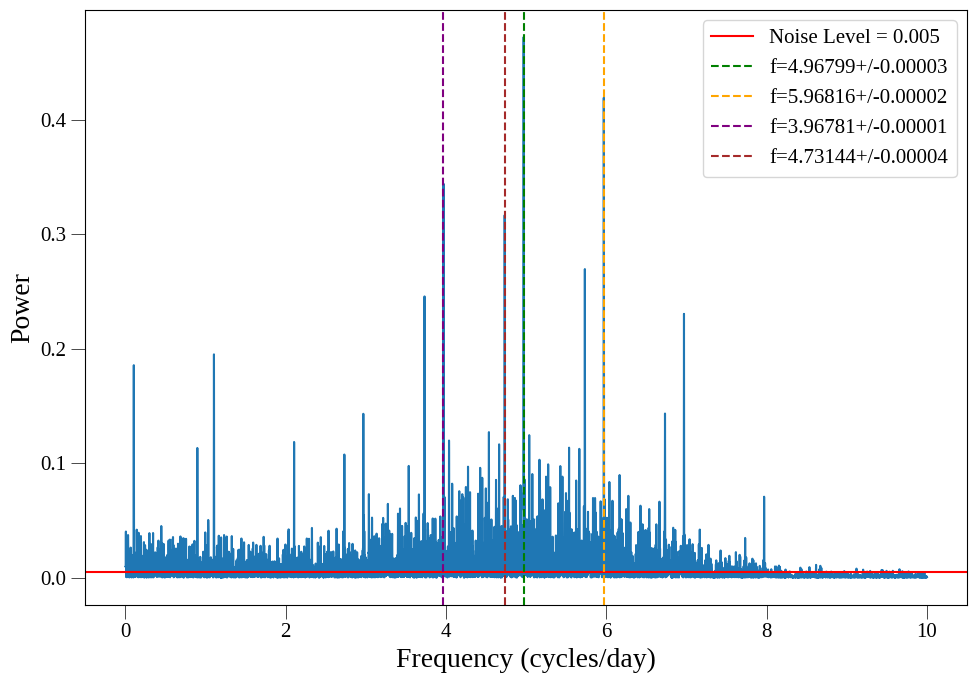 Noise Level = 0.005
f=4.96799+/-0.00003
f=5.96816+/-0.00002
f=3.96781+/-0.00001
f=4.73144+/-0.00004
Power
0.4
0.3
0.2
0.1
0.0
0 2 4 6 8 10
Frequency (cycles/day)